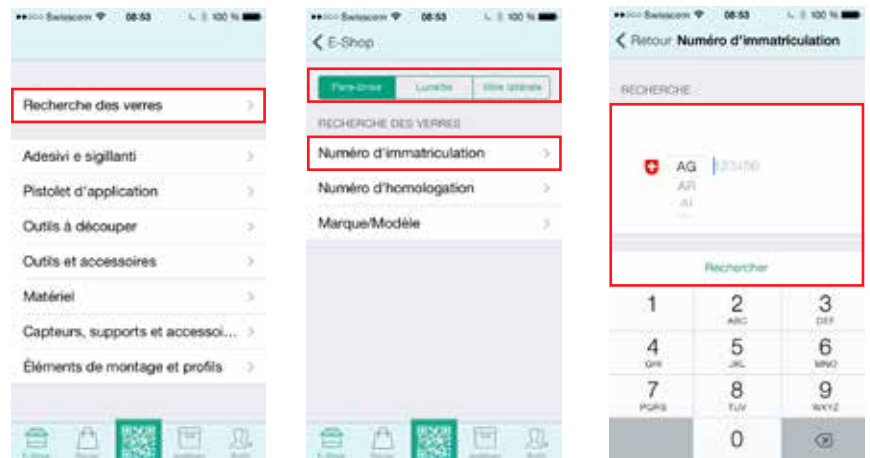 Swisscom 08:53 100 %
Recherche des verres
Adesivi e sigillanti
Pistolet d'application
Outils à découper
Outils et accessoires
Matériel
Capteurs, supports et accessoi...
Éléments de montage et profils
E-Shop
Swisscom 08:53 100 %
E-Shop
Pare-brise Lunette Vitre latérale
RECHERCHE DES VERRES
Numéro d'immatriculation
Numéro d'homologation
Marque/Modèle
E-Shop
Swisscom 08:53 100 %
Retour Numéro d'immatriculation
RECHERCHE
AG 123456
AR
AI
Rechercher
1 2 3
ABC DEF
4 5 6
GHI JKL MNO
7 8 9
PQRS TUV WXYZ
0